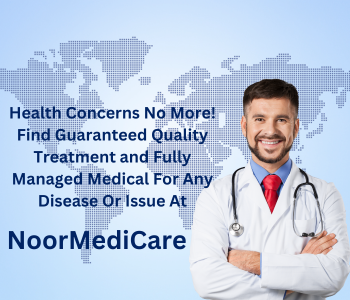 Health Concerns No More!
Find Guaranteed Quality
Treatment and Fully
Managed Medical For Any
Disease Or Issue At
NoorMediCare